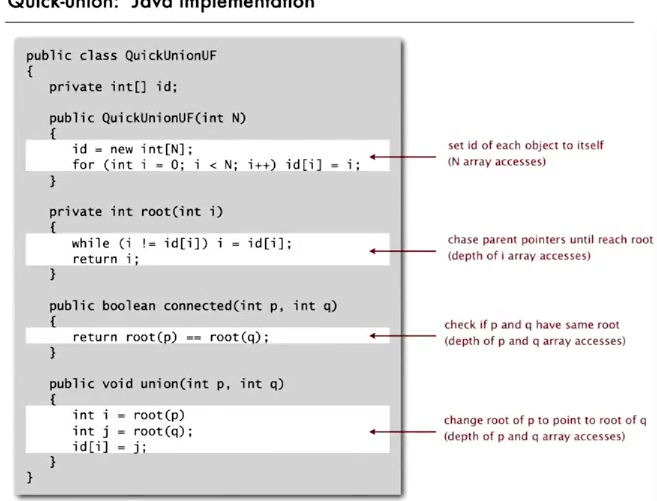 Quick-union: Java implementation
public class QuickUnionUF
{
private int[] id;
public QuickUnionUF(int N)
{
id = new int[N];
for (int i = 0; i < N; i++) id[i] = i;
}
set id of each object to itself
(N array accesses)
private int root(int i)
{
while (i != id[i]) i = id[i];
return i;
}
chase parent pointers until reach root
(depth of i array accesses)
public boolean connected(int p, int q)
{
return root(p) == root(q);
}
check if p and q have same root
(depth of p and q array accesses)
public void union(int p, int q)
{
int i = root(p)
int j = root(q);
id[i] = j;
}
}
change root of p to point to root of q
(depth of p and q array accesses)